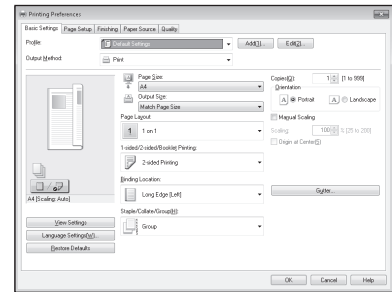 Printing Preferences
Basic Settings Page Setup Finishing Paper Source Quality
Profile: Default Settings Add(1)... Edit(2)...
Output Method: Print
Page Size:
A4
Output Size:
Match Page Size
Copies(Q): 1 [1 to 999]
Orientation
A Portrait A Landscape
Page Layout
1 1 on 1
Manual Scaling
Scaling: 100 % [25 to 200]
Origin at Center(5)
1-sided/2-sided/Booklet Printing:
2-sided Printing
Binding Location:
Long Edge [Left]
Gutter...
A4 [Scaling: Auto]
Staple/Collate/Group(H):
Group
View Settings
Language Settings(W)...
Restore Defaults
OK Cancel Help